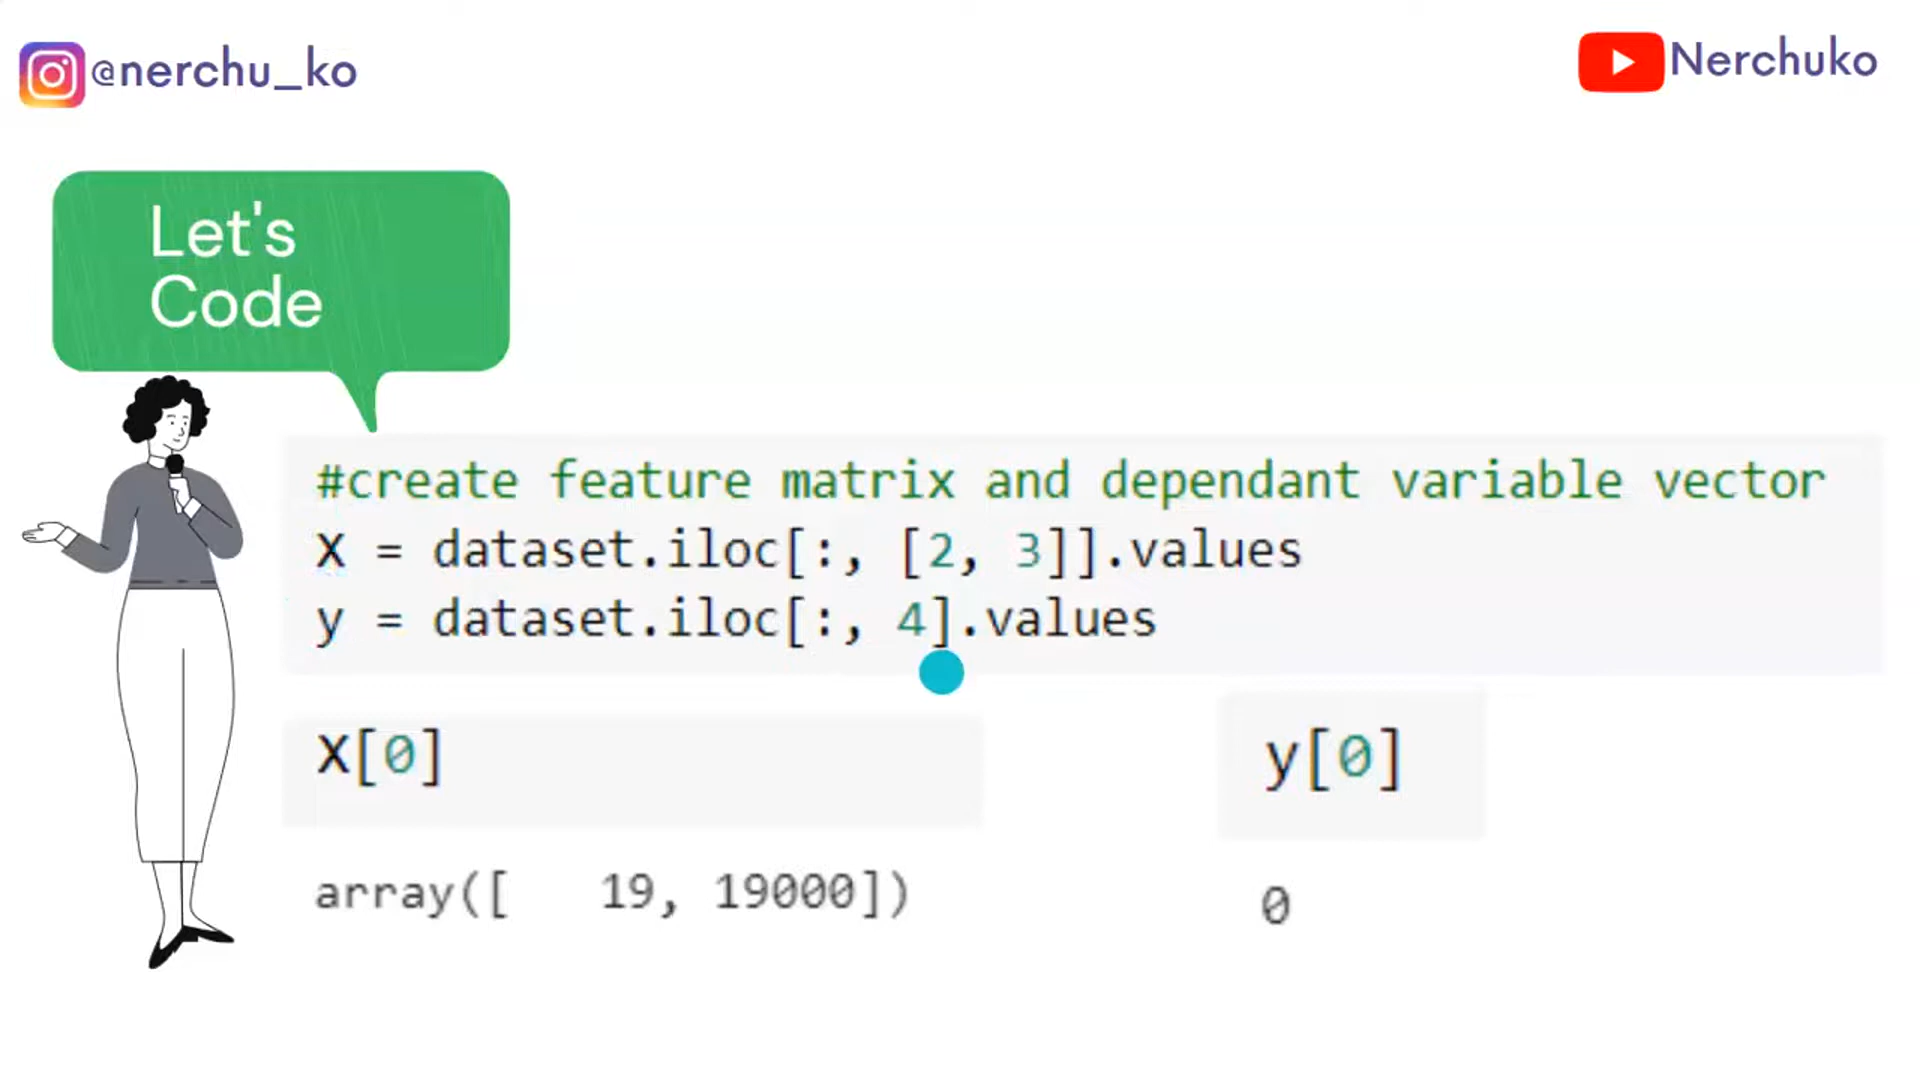 @nerchu_ko
Nerchuko
Let's
Code
#create feature matrix and dependant variable vector
X = dataset.iloc[:, [2, 3]].values
y = dataset.iloc[:, 4].values
X[0]
y[0]
array([   19, 19000])
0